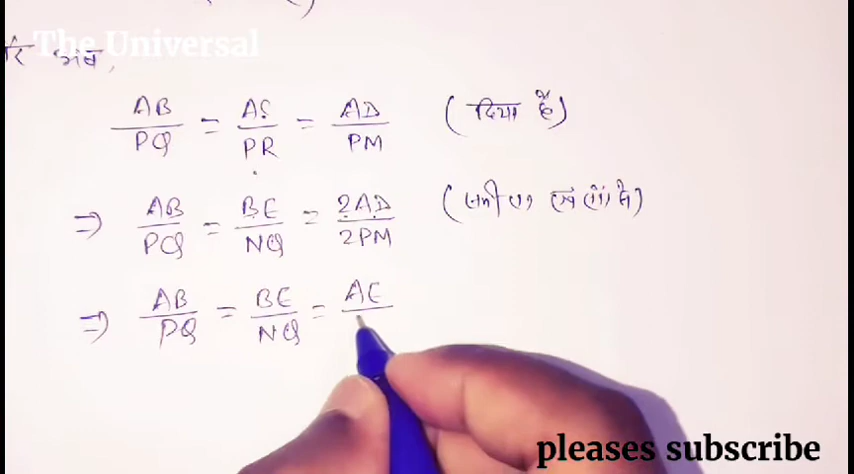 The Universal
AB/PQ = AC/PR = AD/PM (दिया है)
⇒ AB/PQ = BE/NQ = 2AD/2PM
⇒ AB/PQ = BE/NQ = AE
pleases subscribe